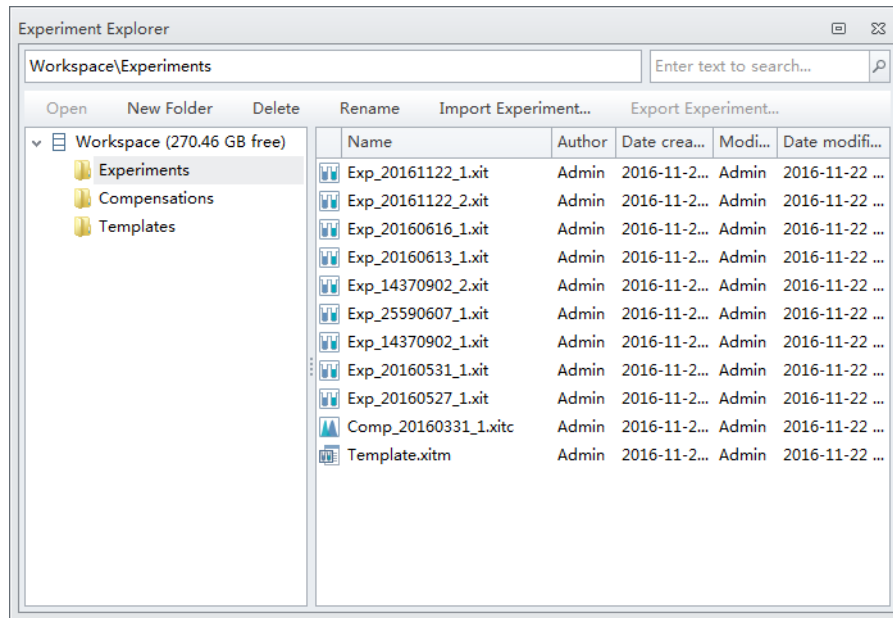 Experiment Explorer
Workspace\Experiments Enter text to search...
Open New Folder Delete Rename Import Experiment... Export Experiment...
Workspace (270.46 GB free)
Experiments
Compensations
Templates
Name Author Date crea... Modi... Date modifi...
Exp_20161122_1.xit Admin 2016-11-2... Admin 2016-11-22 ...
Exp_20161122_2.xit Admin 2016-11-2... Admin 2016-11-22 ...
Exp_20160616_1.xit Admin 2016-11-2... Admin 2016-11-22 ...
Exp_20160613_1.xit Admin 2016-11-2... Admin 2016-11-22 ...
Exp_14370902_2.xit Admin 2016-11-2... Admin 2016-11-22 ...
Exp_25590607_1.xit Admin 2016-11-2... Admin 2016-11-22 ...
Exp_14370902_1.xit Admin 2016-11-2... Admin 2016-11-22 ...
Exp_20160531_1.xit Admin 2016-11-2... Admin 2016-11-22 ...
Exp_20160527_1.xit Admin 2016-11-2... Admin 2016-11-22 ...
Comp_20160331_1.xitc Admin 2016-11-2... Admin 2016-11-22 ...
Template.xitm Admin 2016-11-2... Admin 2016-11-22 ...